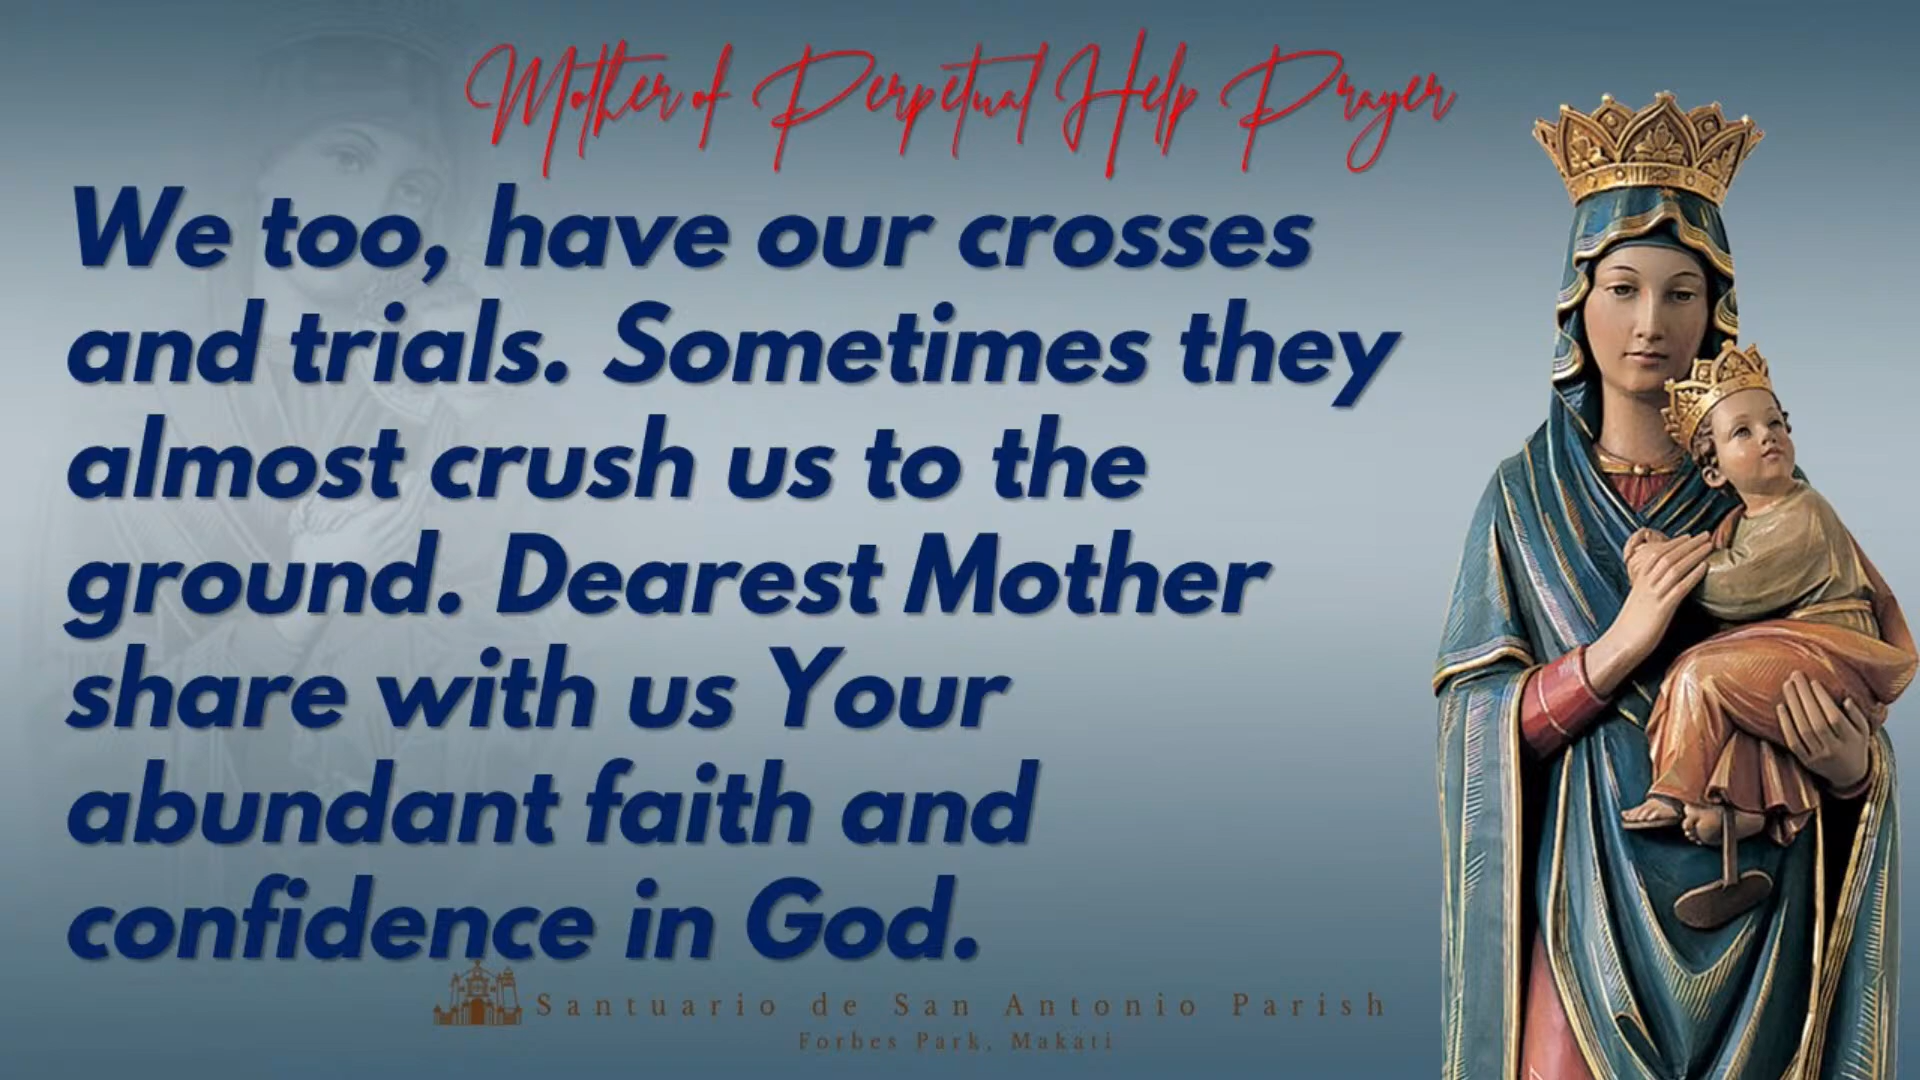 Mother of Perpetual Help Prayer
We too, have our crosses
and trials. Sometimes they
almost crush us to the
ground. Dearest Mother
share with us Your
abundant faith and
confidence in God.
Santuario de San Antonio Parish
Forbes Park, Makati